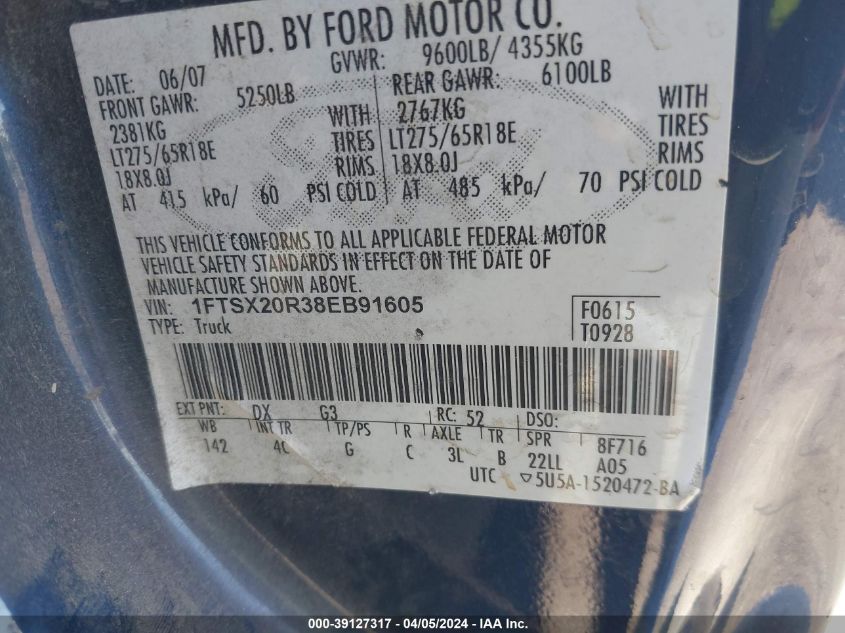 MFD. BY FORD MOTOR CO.
DATE: 06/07 GVWR: 9600LB/ 4355KG
FRONT GAWR: 5250LB REAR GAWR: 6100LB
2381KG WITH 2767KG WITH
LT275/65R18E TIRES LT275/65R18E TIRES
18X8.0J RIMS 18X8.0J RIMS
AT 415 kPa/ 60 PSI COLD AT 485 kPa/ 70 PSI COLD
THIS VEHICLE CONFORMS TO ALL APPLICABLE FEDERAL MOTOR
VEHICLE SAFETY STANDARDS IN EFFECT ON THE DATE OF
MANUFACTURE SHOWN ABOVE.
VIN: 1FTSX20R38EB91605 F0615
TYPE: Truck T0928
EXT PNT: DX G3 RC: 52 DSO:
WB INT TR TP/PS R AXLE TR SPR 8F716
142 4C G C 3L B 22LL A05
UTC ▽5U5A-1520472-BA
000-39127317 - 04/05/2024 - IAA Inc.